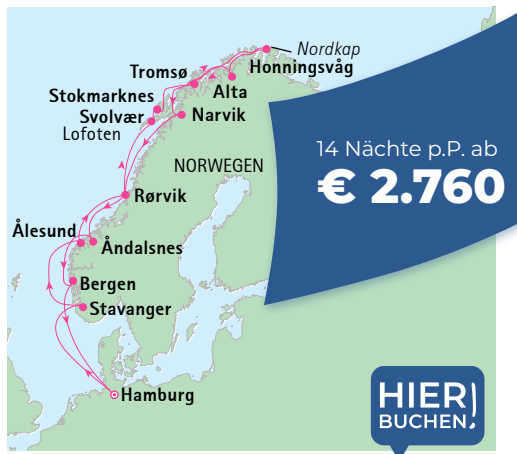 Nordkap
Honningsvåg
Tromsø
Alta
Stokmarknes
Svolvær
Lofoten
Narvik
NORWEGEN
Rørvik
Ålesund
Åndalsnes
Bergen
Stavanger
Hamburg
14 Nächte p.P. ab
€ 2.760
HIER
BUCHEN!